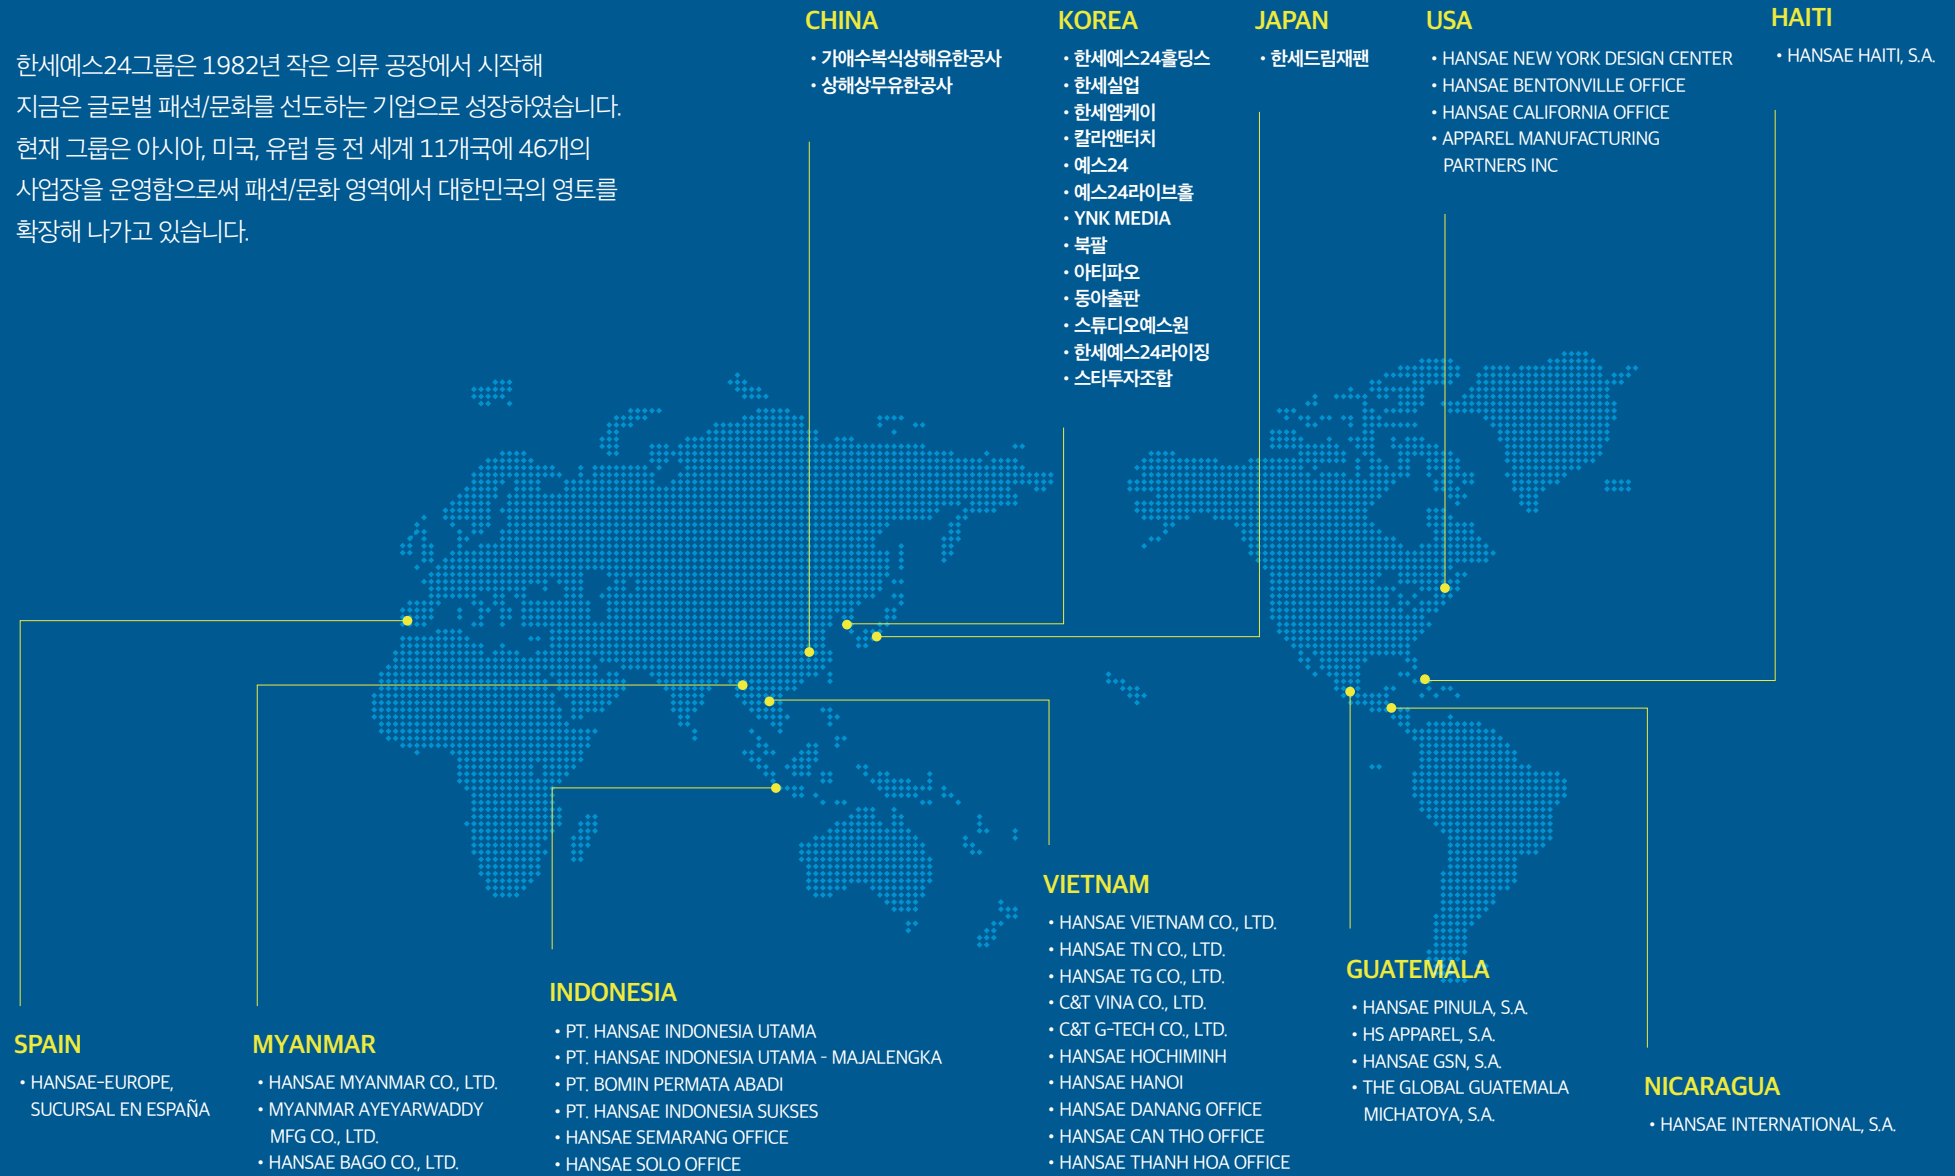 한세예스24그룹은 1982년 작은 의류 공장에서 시작해
지금은 글로벌 패션/문화를 선도하는 기업으로 성장하였습니다.
현재 그룹은 아시아, 미국, 유럽 등 전 세계 11개국에 46개의
사업장을 운영함으로써 패션/문화 영역에서 대한민국의 영토를
확장해 나가고 있습니다.
CHINA
• 가애수복식상해유한공사
• 상해상무유한공사
KOREA
• 한세예스24홀딩스
• 한세실업
• 한세엠케이
• 칼라앤터치
• 예스24
• 예스24라이브홀
• YNK MEDIA
• 북팔
• 아티파오
• 동아출판
• 스튜디오예스원
• 한세예스24라이징
• 스타투자조합
JAPAN
• 한세드림재팬
USA
• HANSAE NEW YORK DESIGN CENTER
• HANSAE BENTONVILLE OFFICE
• HANSAE CALIFORNIA OFFICE
• APPAREL MANUFACTURING
PARTNERS INC
HAITI
• HANSAE HAITI, S.A.
SPAIN
• HANSAE-EUROPE,
SUCURSAL EN ESPAÑA
MYANMAR
• HANSAE MYANMAR CO., LTD.
• MYANMAR AYEYARWADDY
MFG CO., LTD.
• HANSAE BAGO CO., LTD.
INDONESIA
• PT. HANSAE INDONESIA UTAMA
• PT. HANSAE INDONESIA UTAMA - MAJALENGKA
• PT. BOMIN PERMATA ABADI
• PT. HANSAE INDONESIA SUKSES
• HANSAE SEMARANG OFFICE
• HANSAE SOLO OFFICE
VIETNAM
• HANSAE VIETNAM CO., LTD.
• HANSAE TN CO., LTD.
• HANSAE TG CO., LTD.
• C&T VINA CO., LTD.
• C&T G-TECH CO., LTD.
• HANSAE HOCHIMINH
• HANSAE HANOI
• HANSAE DANANG OFFICE
• HANSAE CAN THO OFFICE
• HANSAE THANH HOA OFFICE
GUATEMALA
• HANSAE PINULA, S.A.
• HS APPAREL, S.A.
• HANSAE GSN, S.A.
• THE GLOBAL GUATEMALA
MICHATOYA, S.A.
NICARAGUA
• HANSAE INTERNATIONAL, S.A.